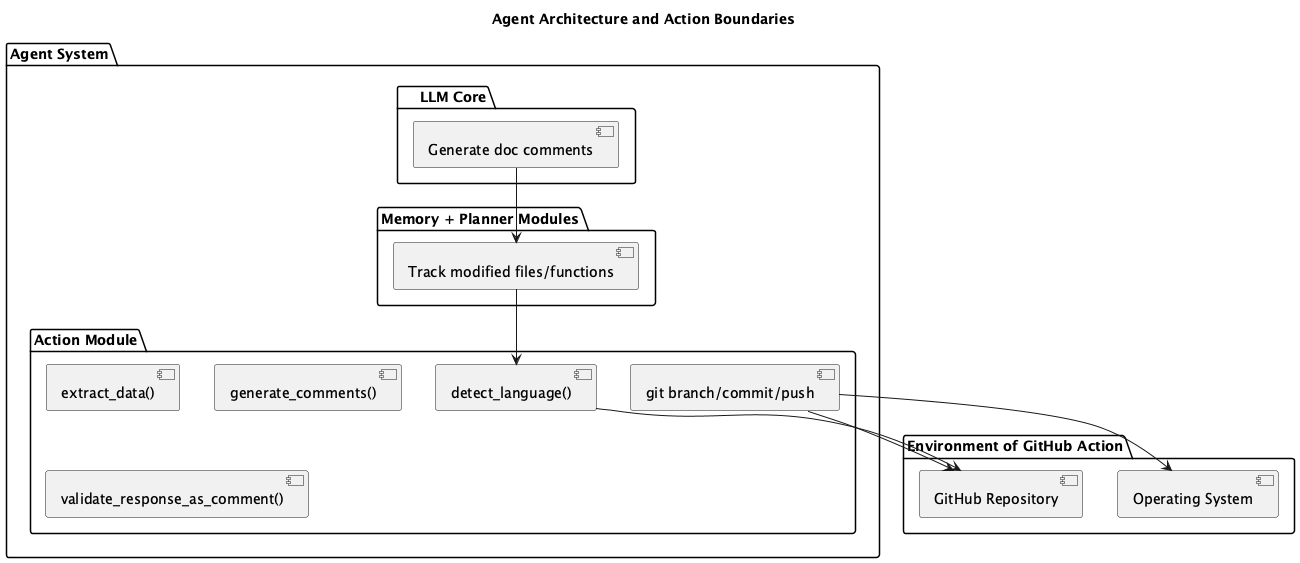 Agent Architecture and Action Boundaries
Agent System
LLM Core
Generate doc comments
Memory + Planner Modules
Track modified files/functions
Action Module
extract_data()
generate_comments()
detect_language()
git branch/commit/push
validate_response_as_comment()
Environment of GitHub Action
GitHub Repository
Operating System